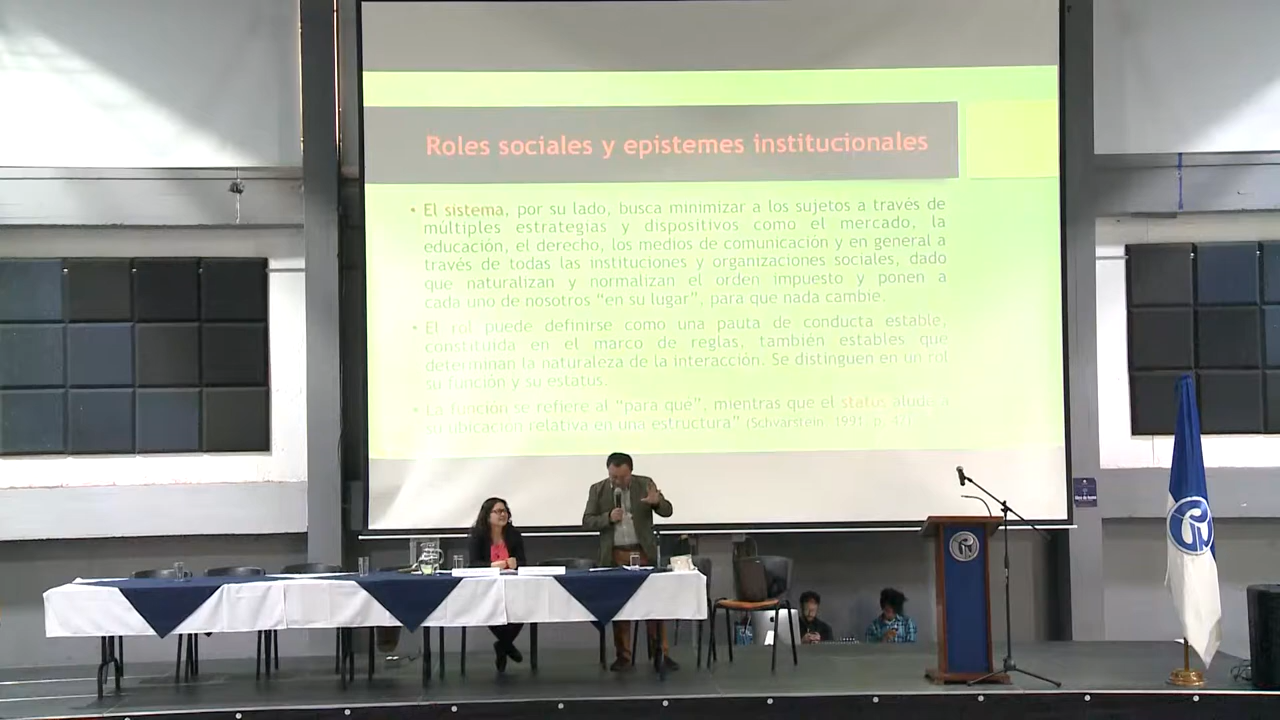 Roles sociales y epistemes institucionales
• El sistema, por su lado, busca minimizar a los sujetos a través de
múltiples estrategias y dispositivos como el mercado, la
educación, el derecho, los medios de comunicación y en general a
través de todas las instituciones y organizaciones sociales, dado
que naturalizan y normalizan el orden impuesto y ponen a
cada uno de nosotros “en su lugar”, para que nada cambie.
• El rol puede definirse como una pauta de conducta estable,
constituida en el marco de reglas, también estables que
determinan la naturaleza de la interacción. Se distinguen en un rol
su función y su estatus.
• La función se refiere al “para qué”, mientras que el status alude a
su ubicación relativa en una estructura” (Schvarstein, 1991, p. 42).